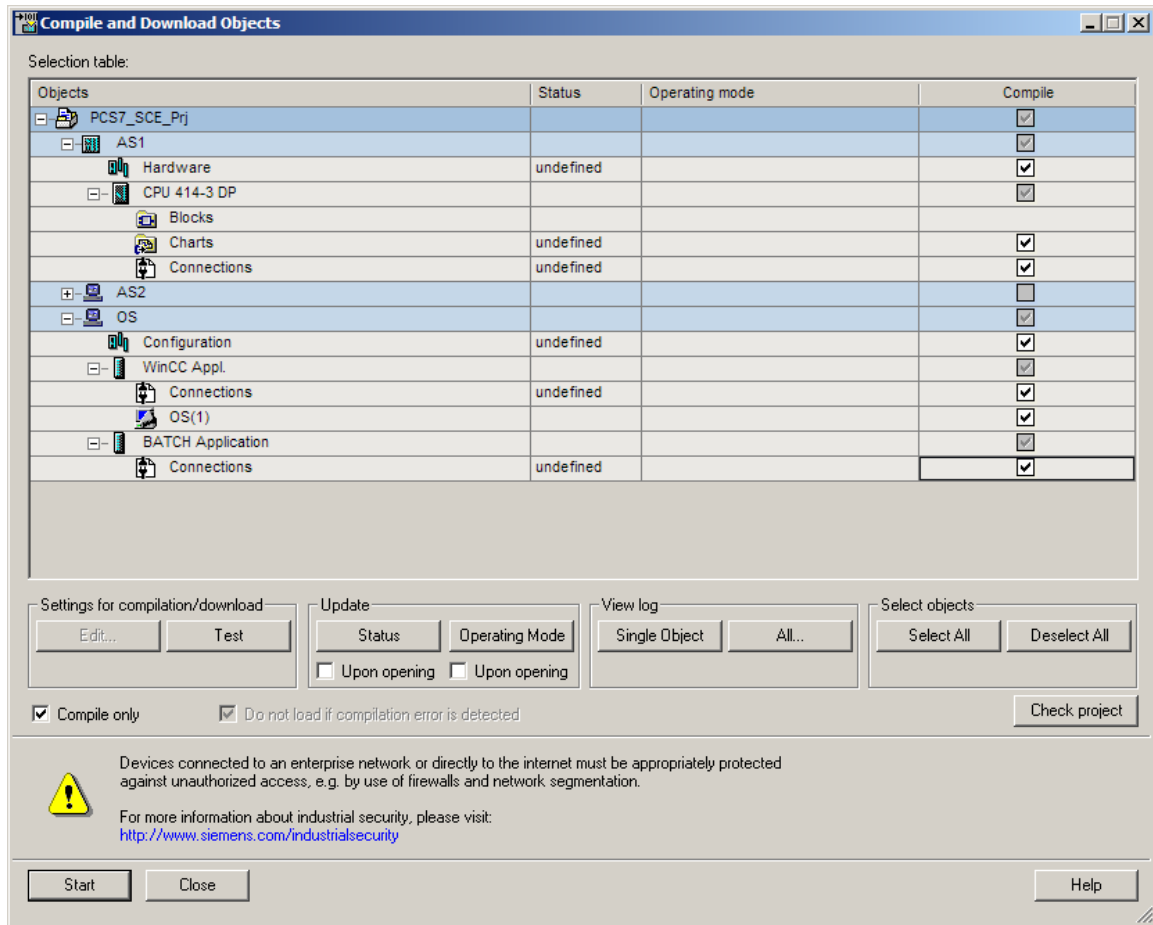 Compile and Download Objects
Selection table:
Objects Status Operating mode Compile
PCS7_SCE_Prj
AS1
Hardware undefined
CPU 414-3 DP
Blocks
Charts undefined
Connections undefined
AS2
OS
Configuration undefined
WinCC Appl.
Connections undefined
OS(1)
BATCH Application
Connections undefined
Settings for compilation/download Update View log Select objects
Edit... Test Status Operating Mode Single Object All... Select All Deselect All
Upon opening Upon opening
Compile only Do not load if compilation error is detected Check project
Devices connected to an enterprise network or directly to the internet must be appropriately protected
against unauthorized access, e.g. by use of firewalls and network segmentation.
For more information about industrial security, please visit:
http://www.siemens.com/industrialsecurity
Start Close Help